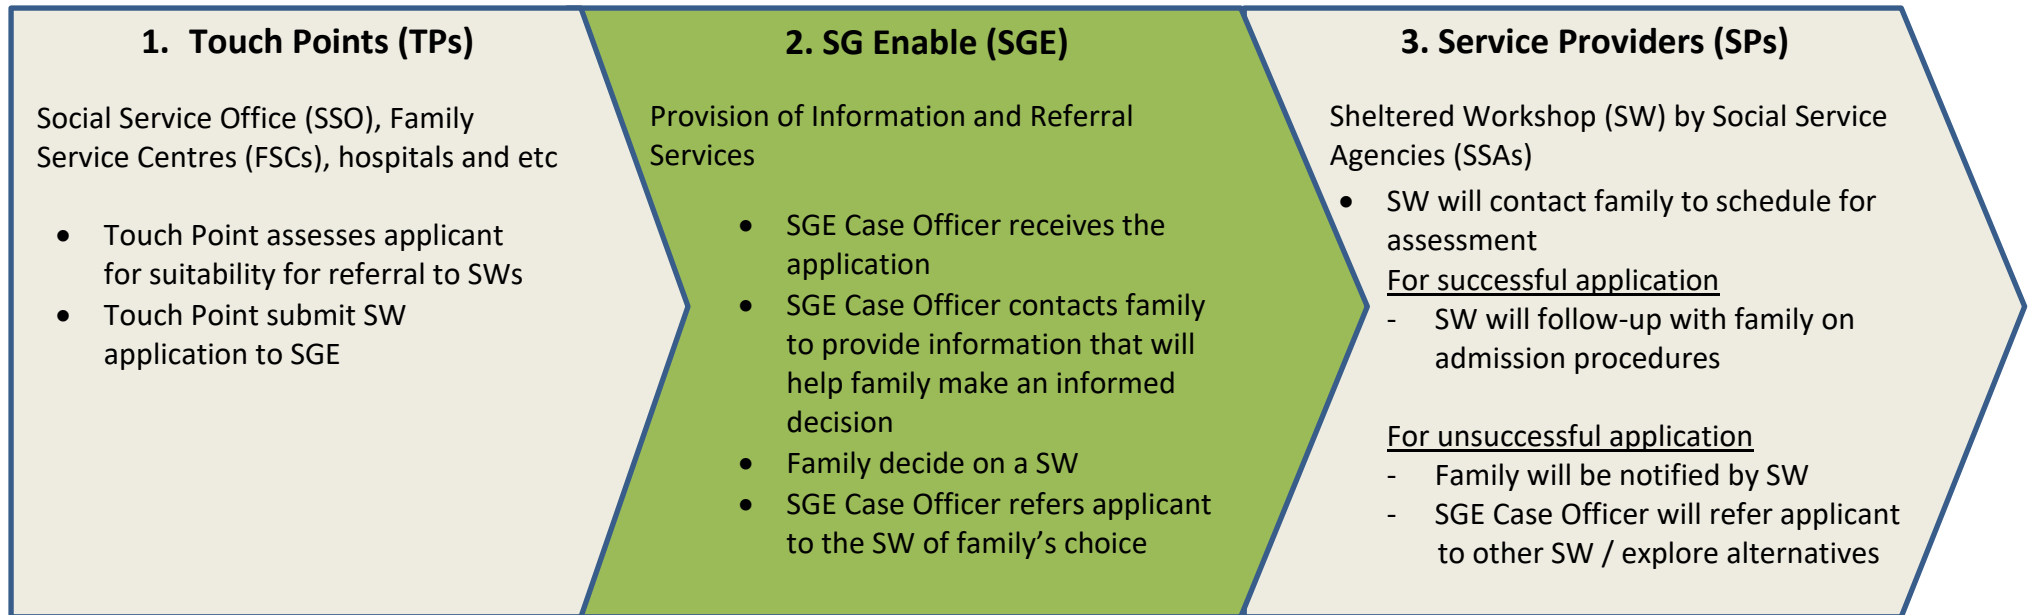 1. Touch Points (TPs)
Social Service Office (SSO), Family
Service Centres (FSCs), hospitals and etc
• Touch Point assesses applicant
for suitability for referral to SWs
• Touch Point submit SW
application to SGE
2. SG Enable (SGE)
Provision of Information and Referral
Services
• SGE Case Officer receives the
application
• SGE Case Officer contacts family
to provide information that will
help family make an informed
decision
• Family decide on a SW
• SGE Case Officer refers applicant
to the SW of family’s choice
3. Service Providers (SPs)
Sheltered Workshop (SW) by Social Service
Agencies (SSAs)
• SW will contact family to schedule for
assessment
For successful application
- SW will follow-up with family on
admission procedures
For unsuccessful application
- Family will be notified by SW
- SGE Case Officer will refer applicant
to other SW / explore alternatives